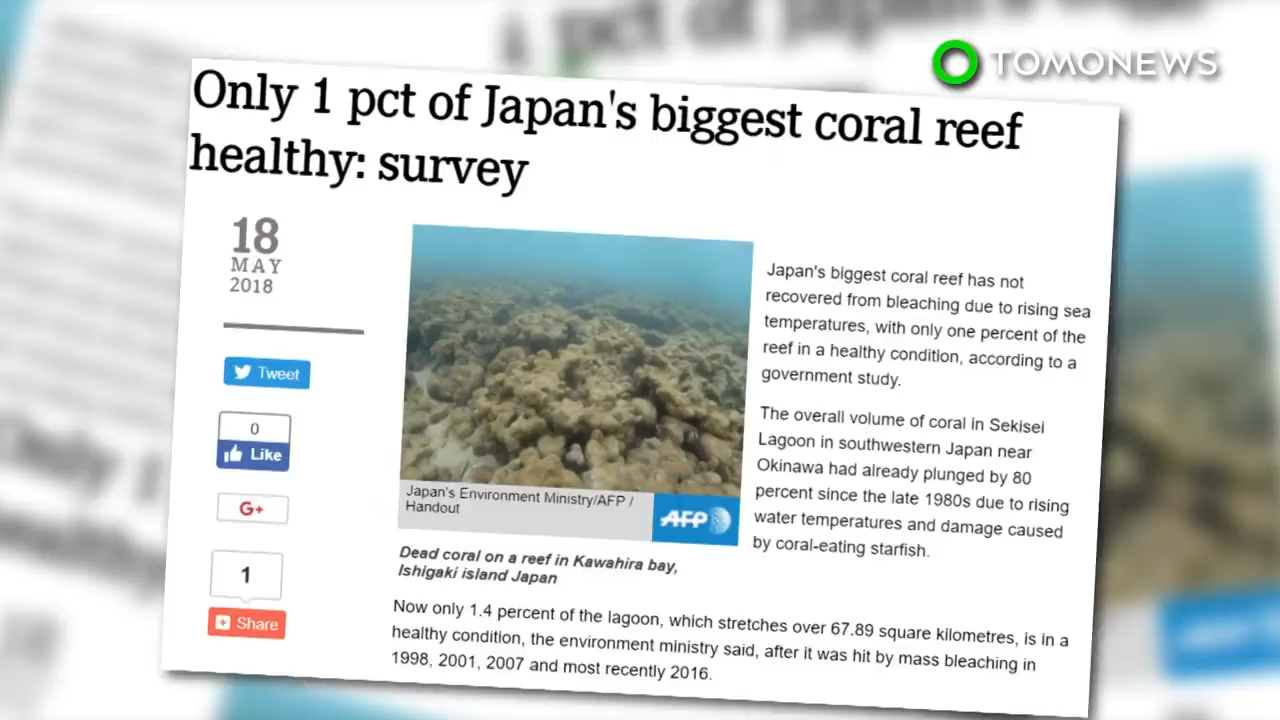 TOMONEWS
Only 1 pct of Japan's biggest coral reef
healthy: survey
18
MAY
2018
Tweet
0
Like
G+
1
Share
Japan's Environment Ministry/AFP /
Handout
AFP
Dead coral on a reef in Kawahira bay,
Ishigaki island Japan
Japan's biggest coral reef has not
recovered from bleaching due to rising sea
temperatures, with only one percent of the
reef in a healthy condition, according to a
government study.
The overall volume of coral in Sekisei
Lagoon in southwestern Japan near
Okinawa had already plunged by 80
percent since the late 1980s due to rising
water temperatures and damage caused
by coral-eating starfish.
Now only 1.4 percent of the lagoon, which stretches over 67.89 square kilometres, is in a
healthy condition, the environment ministry said, after it was hit by mass bleaching in
1998, 2001, 2007 and most recently 2016.